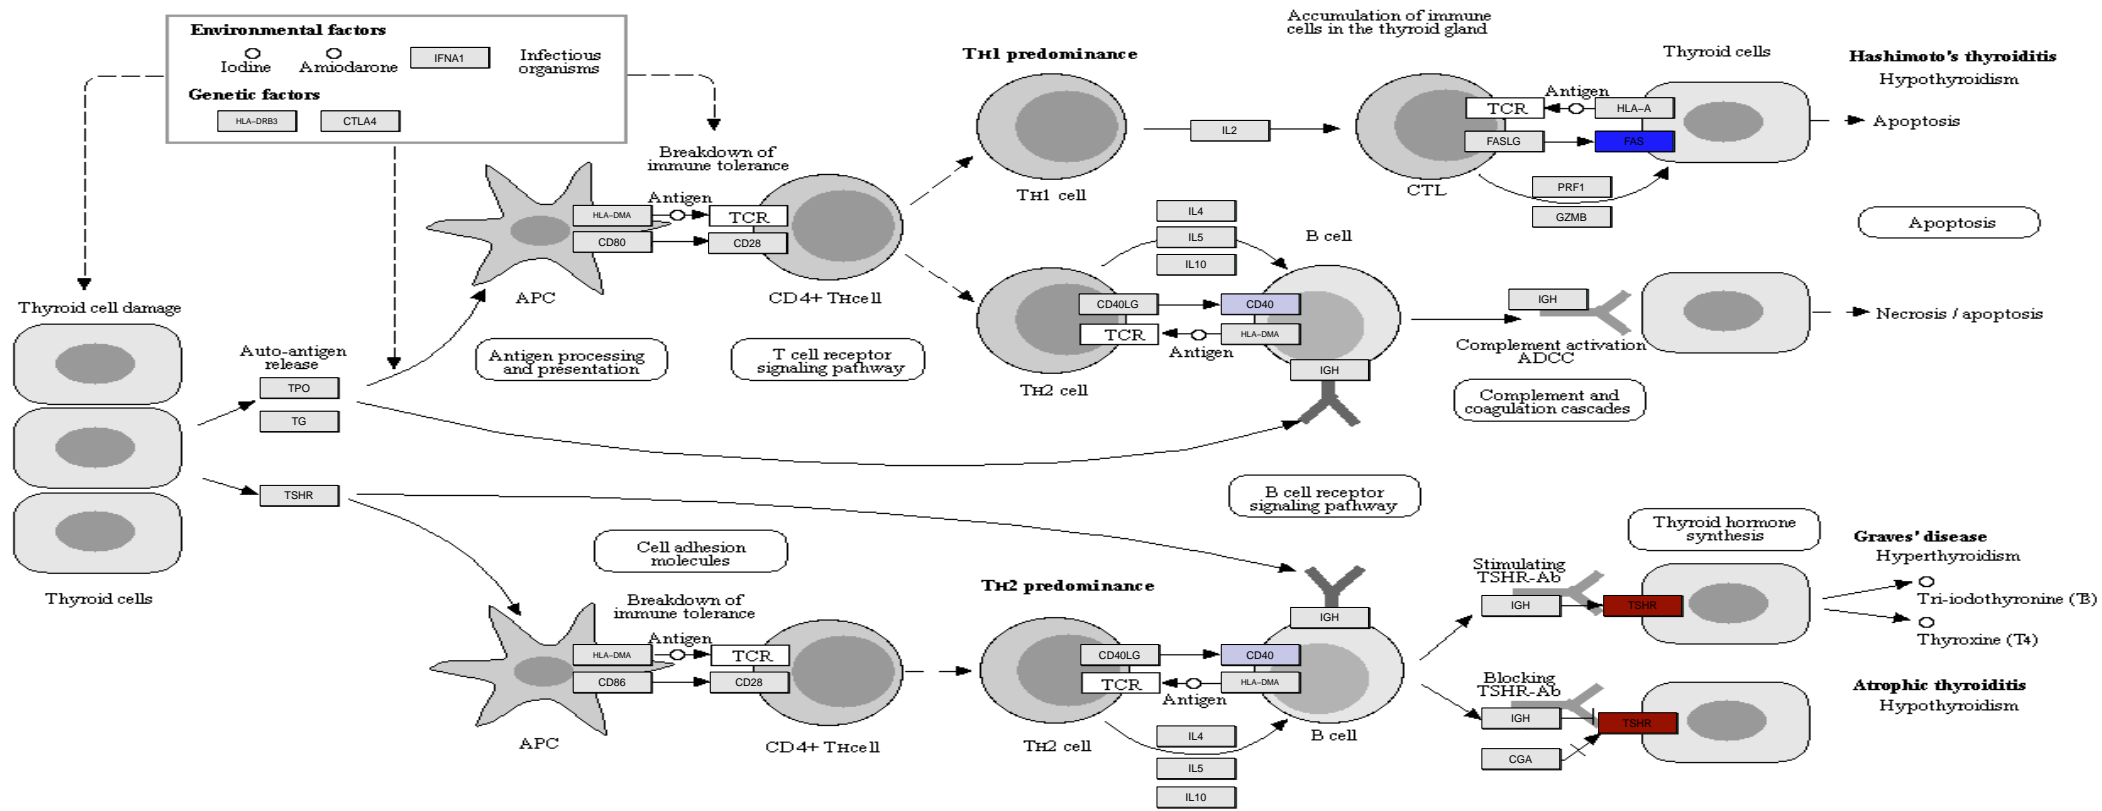 Environmental factors
Iodine
Amiodarone
IFNA1
Infectious
organisms
Genetic factors
HLA-DRB3
CTLA4
Breakdown of
immune tolerance
Antigen
HLA-DMA
TCR
CD80
CD28
APC
CD4+ THcell
TH1 predominance
TH1 cell
IL2
Accumulation of immune
cells in the thyroid gland
Thyroid cells
Antigen
TCR
HLA-A
FASLG
FAS
CTL
PRF1
GZMB
Hashimoto's thyroiditis
Hypothyroidism
Apoptosis
Apoptosis
IL4
IL5
IL10
B cell
CD40LG
CD40
TCR
HLA-DMA
Antigen
IGH
TH2 cell
IGH
Complement activation
ADCC
Necrosis / apoptosis
Complement and
coagulation cascades
Thyroid cell damage
Auto-antigen
release
TPO
TG
TSHR
Thyroid cells
Antigen processing
and presentation
T cell receptor
signaling pathway
B cell receptor
signaling pathway
Cell adhesion
molecules
Breakdown of
immune tolerance
Antigen
HLA-DMA
TCR
CD86
CD28
APC
CD4+ THcell
TH2 predominance
IGH
CD40LG
CD40
TCR
HLA-DMA
Antigen
TH2 cell
B cell
IL4
IL5
IL10
Thyroid hormone
synthesis
Stimulating
TSHR-Ab
IGH
TSHR
Graves' disease
Hyperthyroidism
Tri-iodothyronine (T3)
Thyroxine (T4)
Blocking
TSHR-Ab
IGH
TSHR
CGA
Atrophic thyroiditis
Hypothyroidism